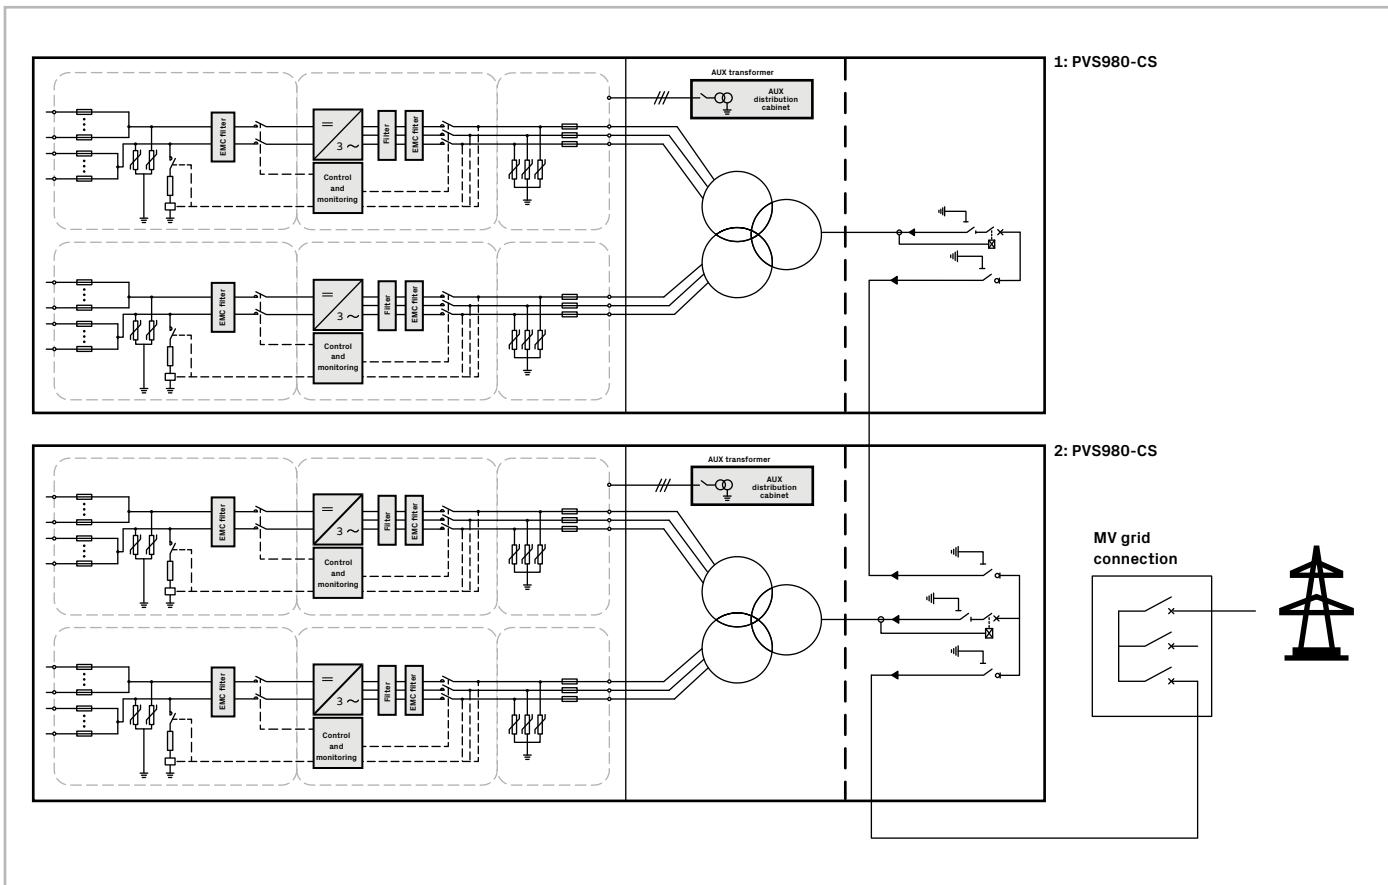 1: PVS980-CS
AUX transformer
AUX
distribution
cabinet
EMC filter
=
3 ~
Filter
EMC filter
Control
and
monitoring
EMC filter
=
3 ~
Filter
EMC filter
Control
and
monitoring
2: PVS980-CS
AUX transformer
AUX
distribution
cabinet
EMC filter
=
3 ~
Filter
EMC filter
Control
and
monitoring
EMC filter
=
3 ~
Filter
EMC filter
Control
and
monitoring
MV grid
connection